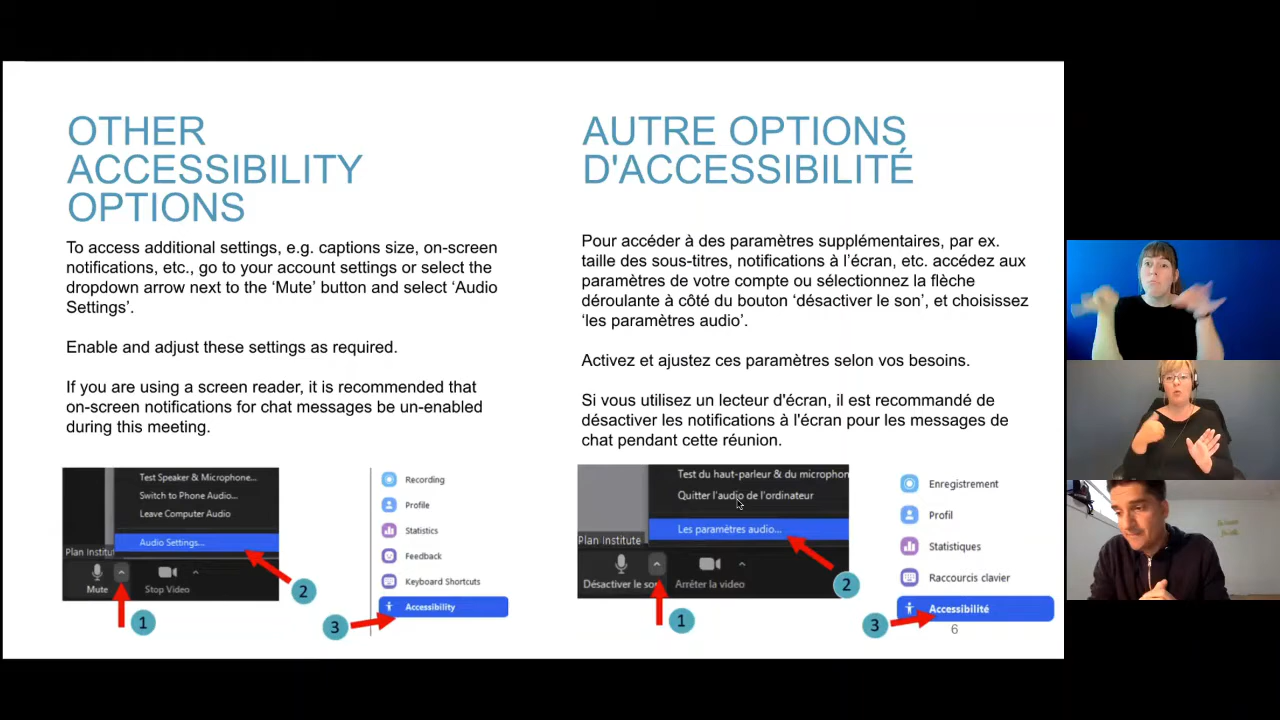 OTHER
ACCESSIBILITY
OPTIONS
To access additional settings, e.g. captions size, on-screen
notifications, etc., go to your account settings or select the
dropdown arrow next to the ‘Mute’ button and select ‘Audio
Settings’.
Enable and adjust these settings as required.
If you are using a screen reader, it is recommended that
on-screen notifications for chat messages be un-enabled
during this meeting.
Test Speaker & Microphone...
Switch to Phone Audio...
Leave Computer Audio
Audio Settings...
Plan Institu
Mute
Stop Video
1
2
Recording
Profile
Statistics
Feedback
Keyboard Shortcuts
Accessibility
3
AUTRE OPTIONS
D'ACCESSIBILITÉ
Pour accéder à des paramètres supplémentaires, par ex.
taille des sous-titres, notifications à l’écran, etc. accédez aux
paramètres de votre compte ou sélectionnez la flèche
déroulante à côté du bouton ‘désactiver le son’, et choisissez
‘les paramètres audio’.
Activez et ajustez ces paramètres selon vos besoins.
Si vous utilisez un lecteur d'écran, il est recommandé de
désactiver les notifications à l'écran pour les messages de
chat pendant cette réunion.
Test du haut-parleur & du microphon
Quitter l'audio de l'ordinateur
Les paramètres audio...
Plan Institute
Désactiver le so
Arrêter la video
1
2
Enregistrement
Profil
Statistiques
Raccourcis clavier
Accessibilité
3
6